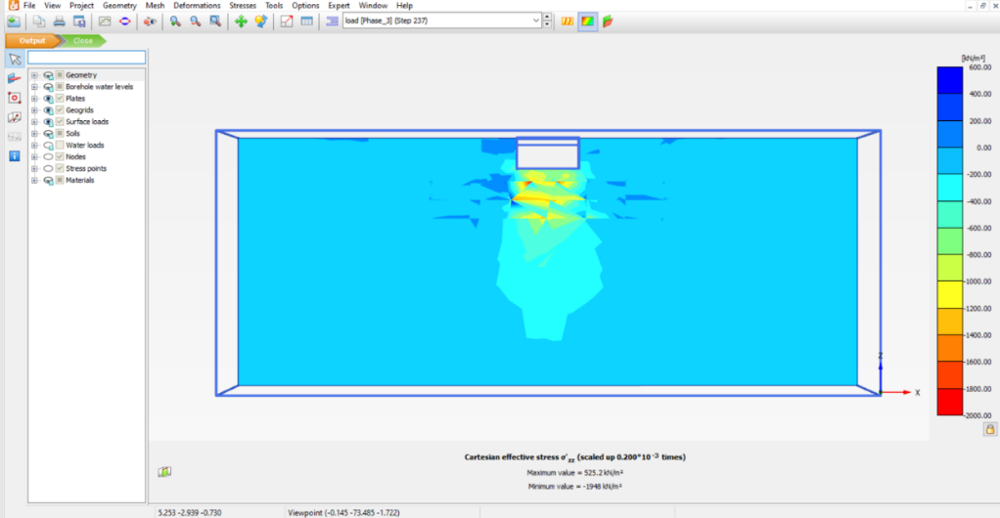 File View Project Geometry Mesh Deformations Stresses Tools Options Expert Window Help
load [Phase_3] (Step 237)
Output Close
Geometry
Borehole water levels
Plates
Geogrids
Surface loads
Soils
Water loads
Nodes
Stress points
Materials
[kN/m²]
600.00
400.00
200.00
0.00
-200.00
-400.00
-600.00
-800.00
-1000.00
-1200.00
-1400.00
-1600.00
-1800.00
-2000.00
Z
X
Cartesian effective stress σ'zz (scaled up 0.200*10⁻³ times)
Maximum value = 525.2 kN/m²
Minimum value = -1948 kN/m²
5.253 -2.939 -0.730 Viewpoint (-0.145 -73.485 -1.722)